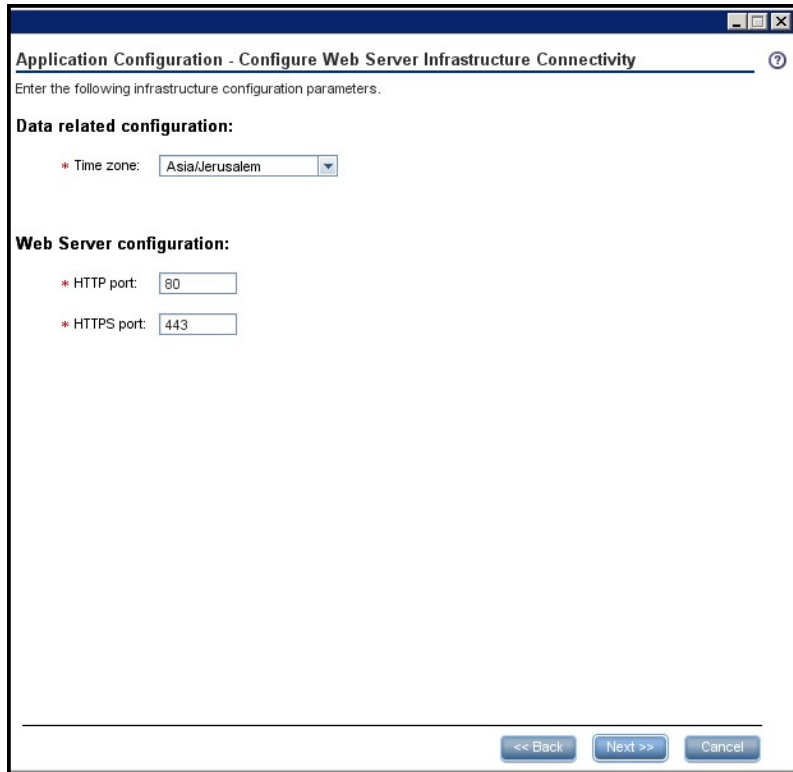 Application Configuration - Configure Web Server Infrastructure Connectivity
Enter the following infrastructure configuration parameters.
Data related configuration:
* Time zone: Asia/Jerusalem
Web Server configuration:
* HTTP port: 80
* HTTPS port: 443
<< Back Next >> Cancel